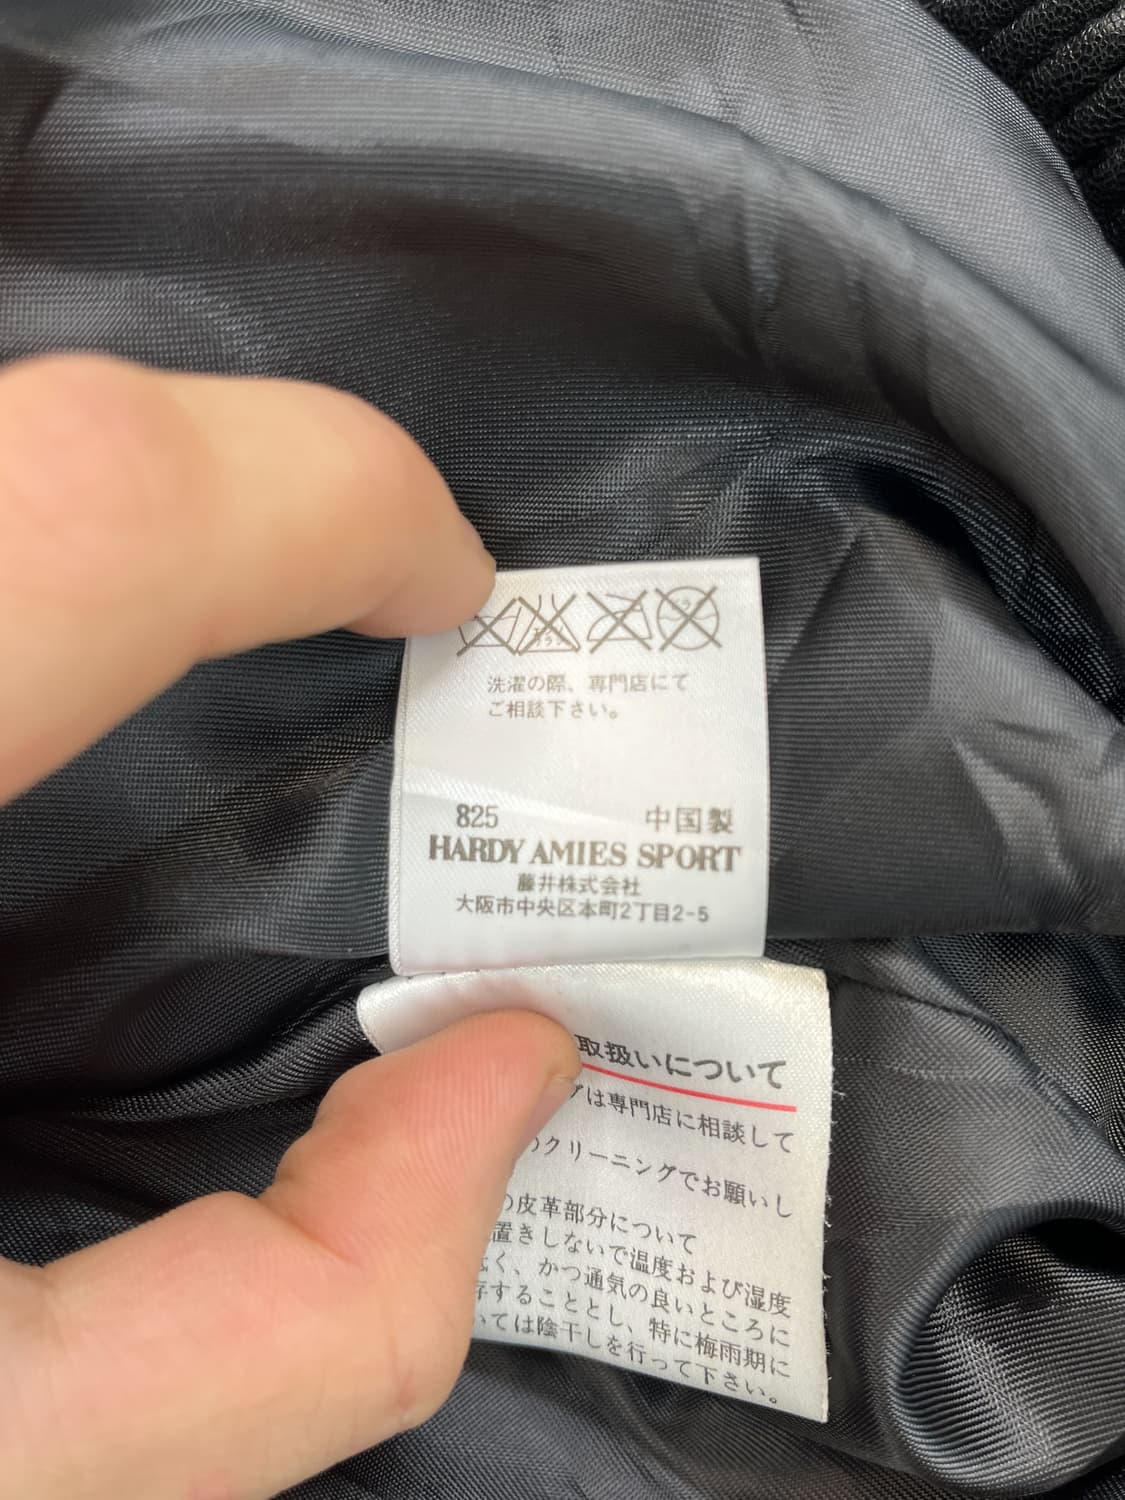 洗濯の際、専門店にて
ご相談下さい。
825 中国製
HARDY AMIES SPORT
藤井株式会社
大阪市中央区本町2丁目2-5
取扱いについて
は専門店に相談して
のクリーニングでお願いし
の皮革部分について
置きしないで温度および湿度
く、かつ通気の良いところに
存することとし、特に梅雨期に
いては陰干しを行って下さい。